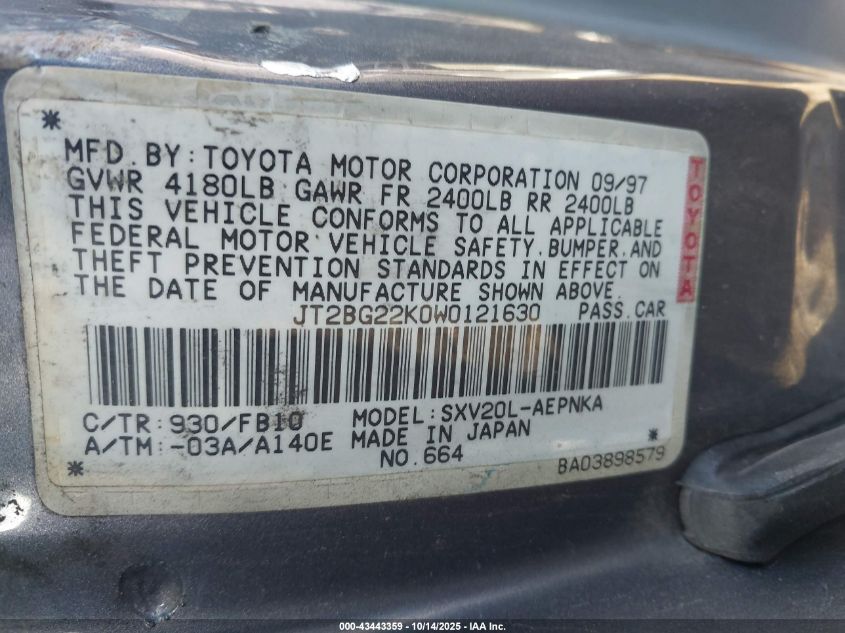 MFD. BY: TOYOTA MOTOR CORPORATION 09/97
GVWR 4180LB GAWR FR 2400LB RR 2400LB
THIS VEHICLE CONFORMS TO ALL APPLICABLE
FEDERAL MOTOR VEHICLE SAFETY, BUMPER, AND
THEFT PREVENTION STANDARDS IN EFFECT ON
THE DATE OF MANUFACTURE SHOWN ABOVE.
JT2BG22K0W0121630 PASS. CAR
TOYOTA
C/TR: 930/FB10 MODEL: SXV20L-AEPNKA
A/TM: -03A/A140E MADE IN JAPAN
NO. 664
BA03898579
000-43443359 | 10/14/2025 - IAA Inc.